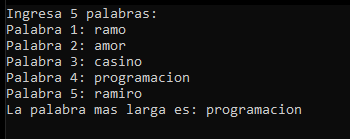 Ingresa 5 palabras:
Palabra 1: ramo
Palabra 2: amor
Palabra 3: casino
Palabra 4: programacion
Palabra 5: ramiro
La palabra mas larga es: programacion